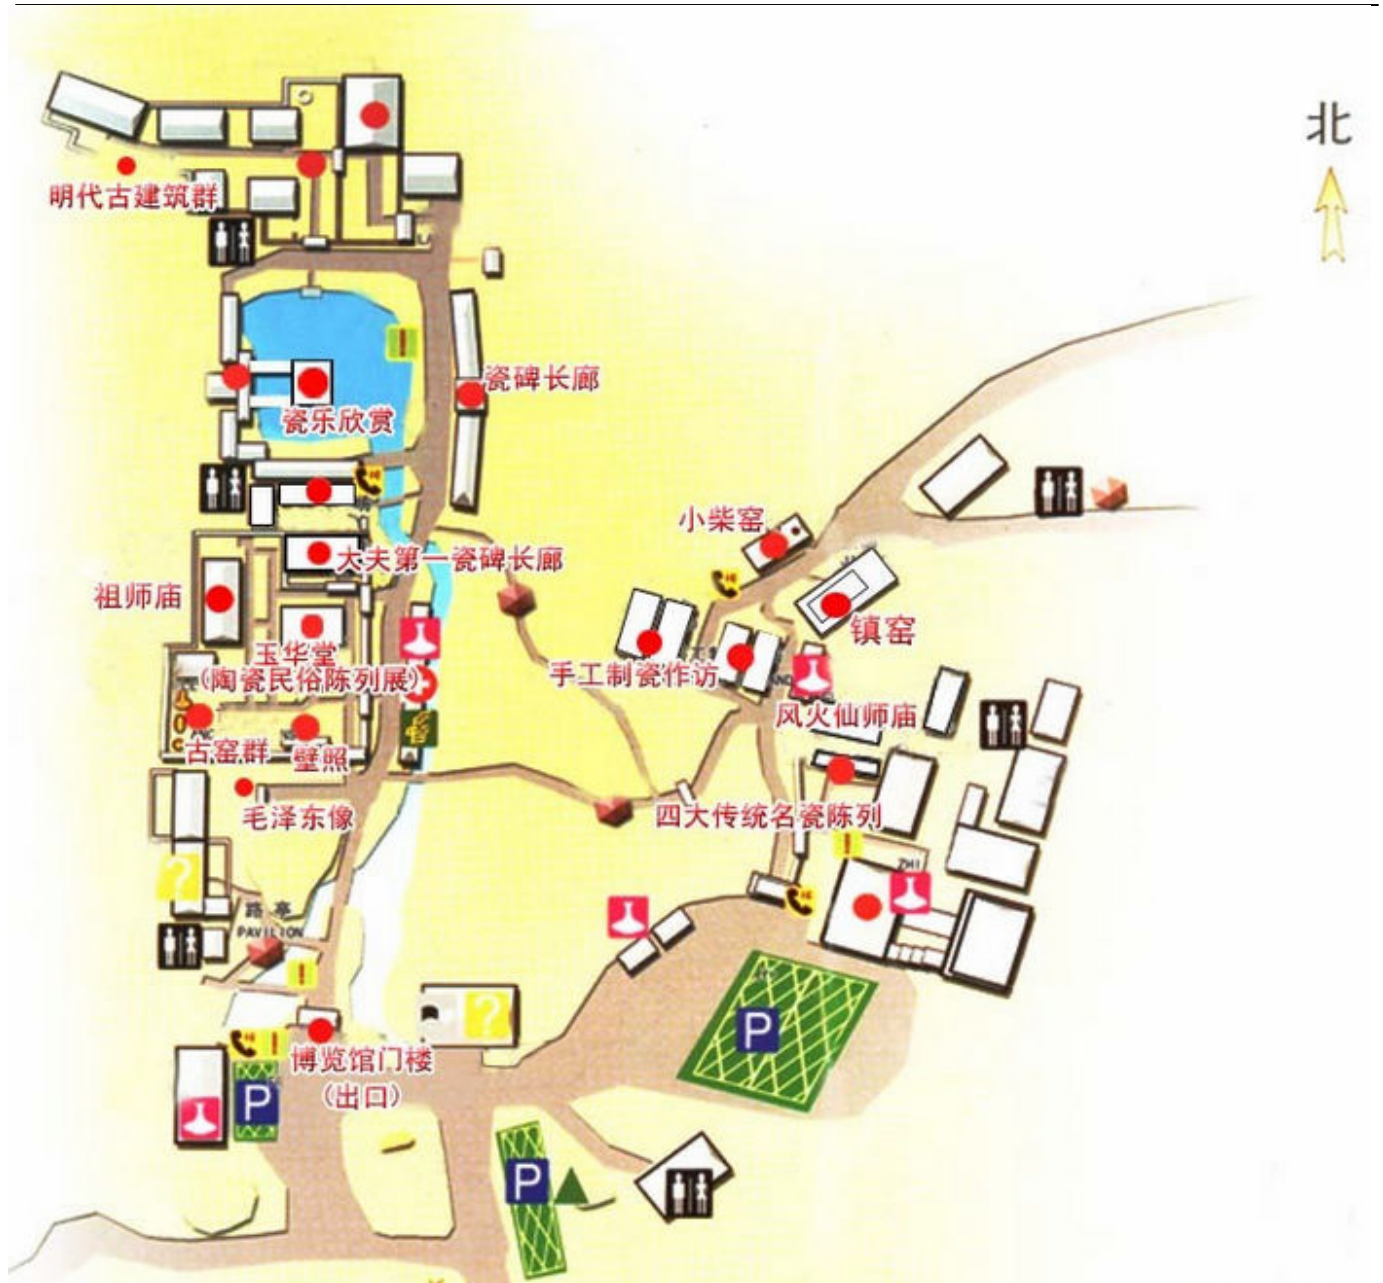 北
明代古建筑群
瓷碑长廊
瓷乐欣赏
小柴窑
大夫第一瓷碑长廊
祖师庙
镇窑
玉华堂
(陶瓷民俗陈列展)
手工制瓷作访
风火仙师庙
古窑群
壁照
毛泽东像
四大传统名瓷陈列
?
ZHI
路亭
PAVILION
?
博览馆门楼
(出口)
P
P
P